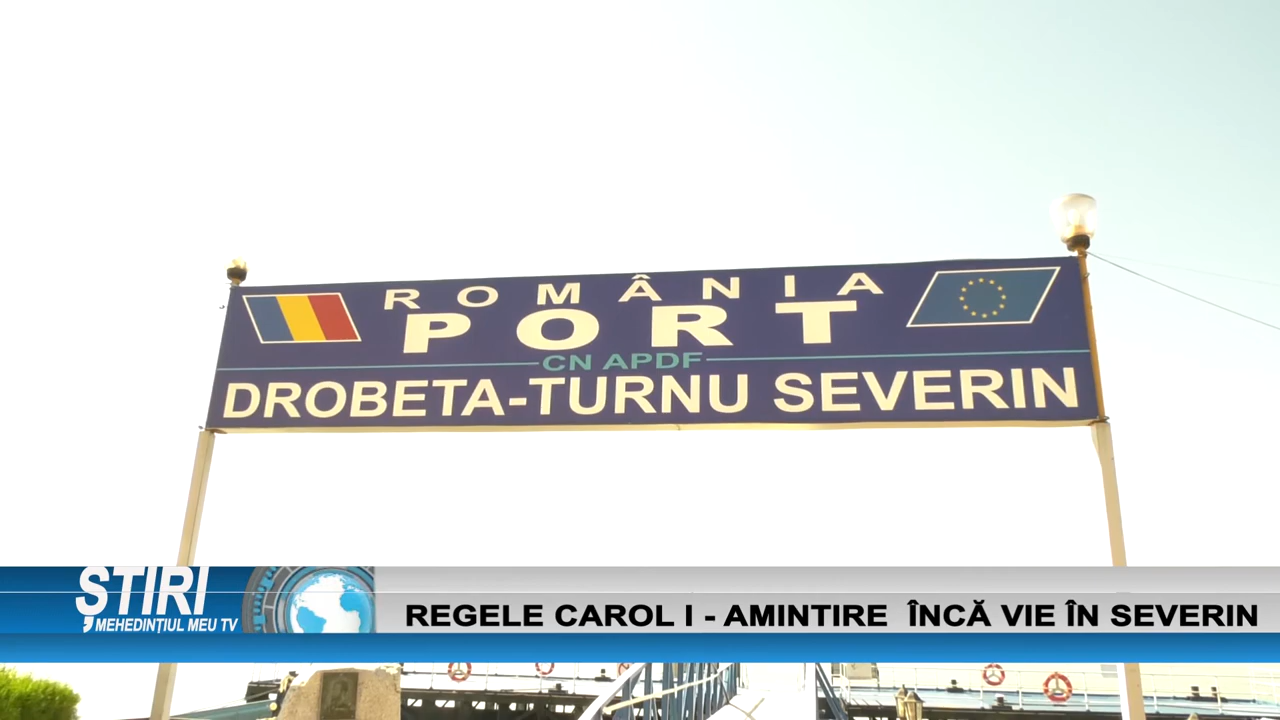 ROMÂNIA
PORT
CN APDF
DROBETA-TURNU SEVERIN
ȘTIRI
MEHEDINȚIUL MEU TV
REGELE CAROL I - AMINTIRE ÎNCĂ VIE ÎN SEVERIN